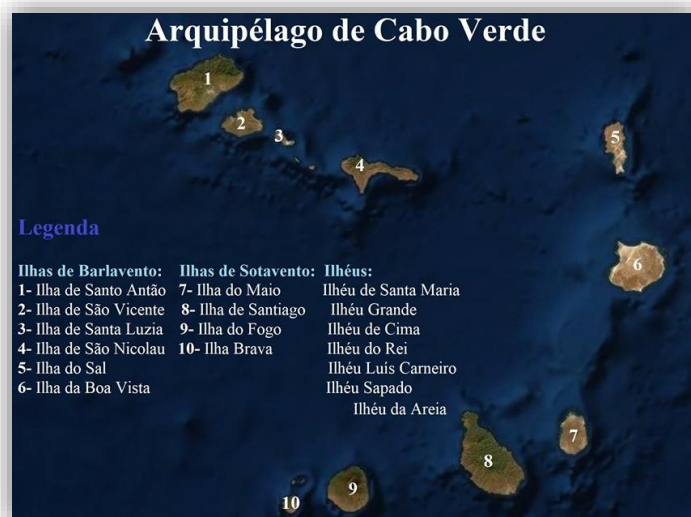 Arquipélago de Cabo Verde
1
2
3
4
5
6
Legenda
Ilhas de Barlavento: Ilhas de Sotavento: Ilhéus:
1- Ilha de Santo Antão 7- Ilha do Maio Ilhéu de Santa Maria
2- Ilha de São Vicente 8- Ilha de Santiago Ilhéu Grande
3- Ilha de Santa Luzia 9- Ilha do Fogo Ilhéu de Cima
4- Ilha de São Nicolau 10- Ilha Brava Ilhéu do Rei
5- Ilha do Sal Ilhéu Luís Carneiro
6- Ilha da Boa Vista Ilhéu Sapado
Ilhéu da Areia
7
8
9
10